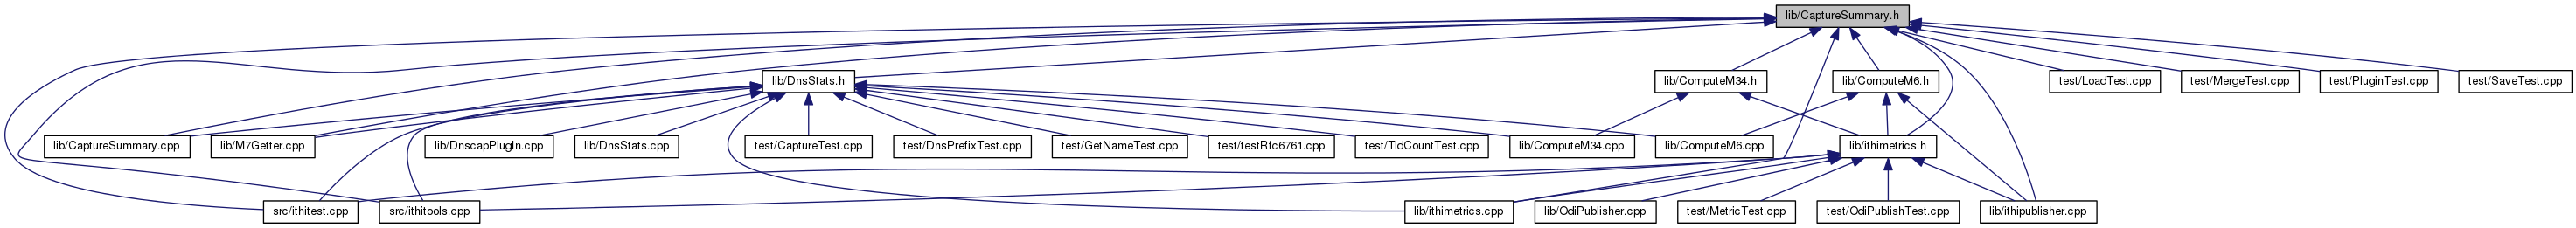 lib/CaptureSummary.h
lib/DnsStats.h
lib/ComputeM34.h
lib/ComputeM6.h
test/LoadTest.cpp
test/MergeTest.cpp
test/PluginTest.cpp
test/SaveTest.cpp
lib/CaptureSummary.cpp
lib/M7Getter.cpp
lib/DnscapPlugIn.cpp
lib/DnsStats.cpp
test/CaptureTest.cpp
test/DnsPrefixTest.cpp
test/GetNameTest.cpp
test/testRfc6761.cpp
test/TldCountTest.cpp
lib/ComputeM34.cpp
lib/ComputeM6.cpp
lib/ithimetrics.h
src/ithitest.cpp
src/ithitools.cpp
lib/ithimetrics.cpp
lib/OdiPublisher.cpp
test/MetricTest.cpp
test/OdiPublishTest.cpp
lib/ithipublisher.cpp